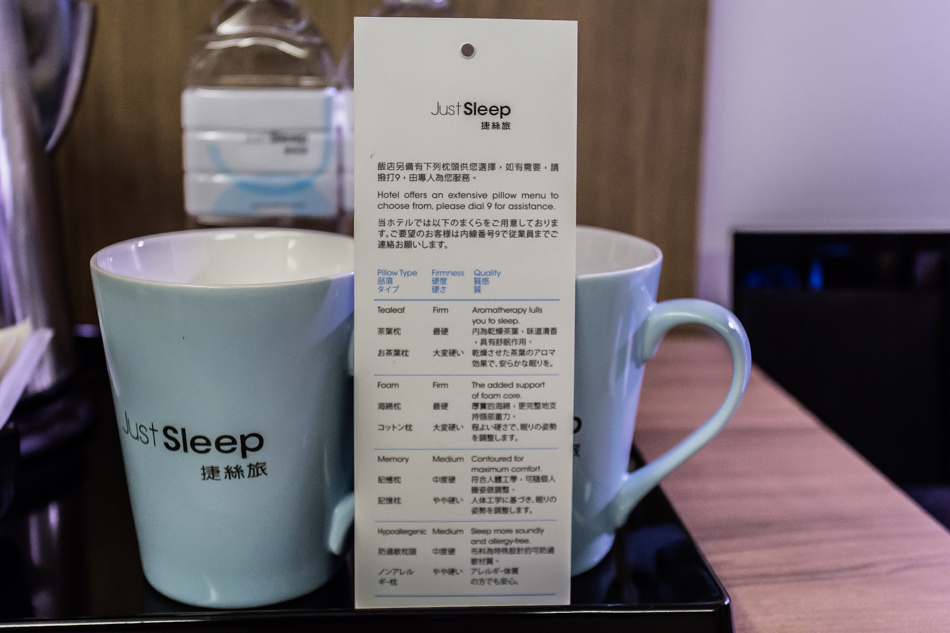 Just Sleep
Just Sleep
捷絲旅
飯店另備有下列枕頭供您選擇，如有需要，請
撥打9，由專人為您服務。
Hotel offers an extensive pillow menu to
choose from, please dial 9 for assistance.
当ホテルでは以下のまくらをご用意しておりま
す。ご要望のお客様は内線番号9で従業員までご
連絡お願いします。
Pillow Type Firmness Quality
品項 硬度 質感
タイプ 硬さ 質
Tealeaf Firm Aromatherapy lulls
you to sleep.
茶葉枕 最硬 內為乾燥茶葉，味道清香
，具有舒眠作用。
お茶葉枕 大変硬い 乾燥させた茶葉のアロマ
効果で、安らかな眠りを。
Foam Firm The added support
of foam core.
海綿枕 最硬 厚實的海綿，更完整地支
持頭部重力。
コットン枕 大変硬い 程よい硬さで、眠りの姿勢
を調整します。
Memory Medium Contoured for
maximum comfort.
記憶枕 中度硬 符合人體工學，可隨個人
睡姿做調整。
記憶枕 やや硬い 人体工学に基づき、眠りの
姿勢を調整します。
Hypoallergenic Medium Sleep more soundly
and allergy-free.
防過敏枕頭 中度硬 布料為特殊設計的可防過
敏材質。
ノンアレル やや硬い アレルギー体質
ギー枕 の方でも安心。
Just Sleep
捷絲旅
p
旅